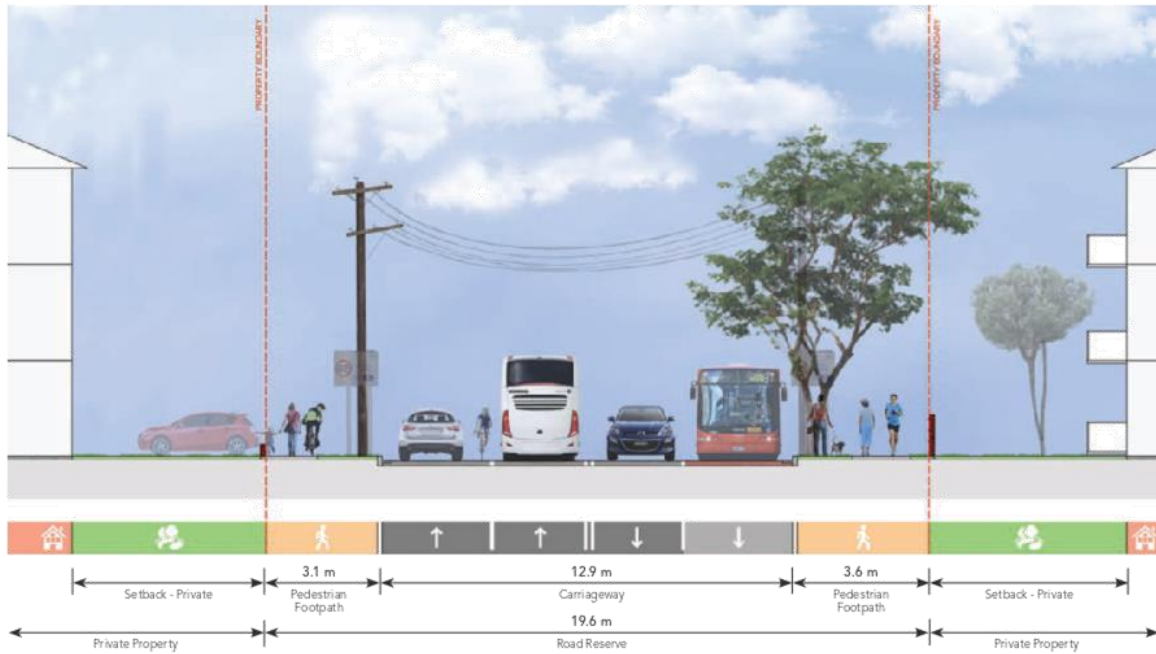 PROPERTY BOUNDARY
PROPERTY BOUNDARY
3.1 m
12.9 m
3.6 m
Setback - Private
Pedestrian
Footpath
Carriageway
Pedestrian
Footpath
Setback - Private
19.6 m
Private Property
Road Reserve
Private Property